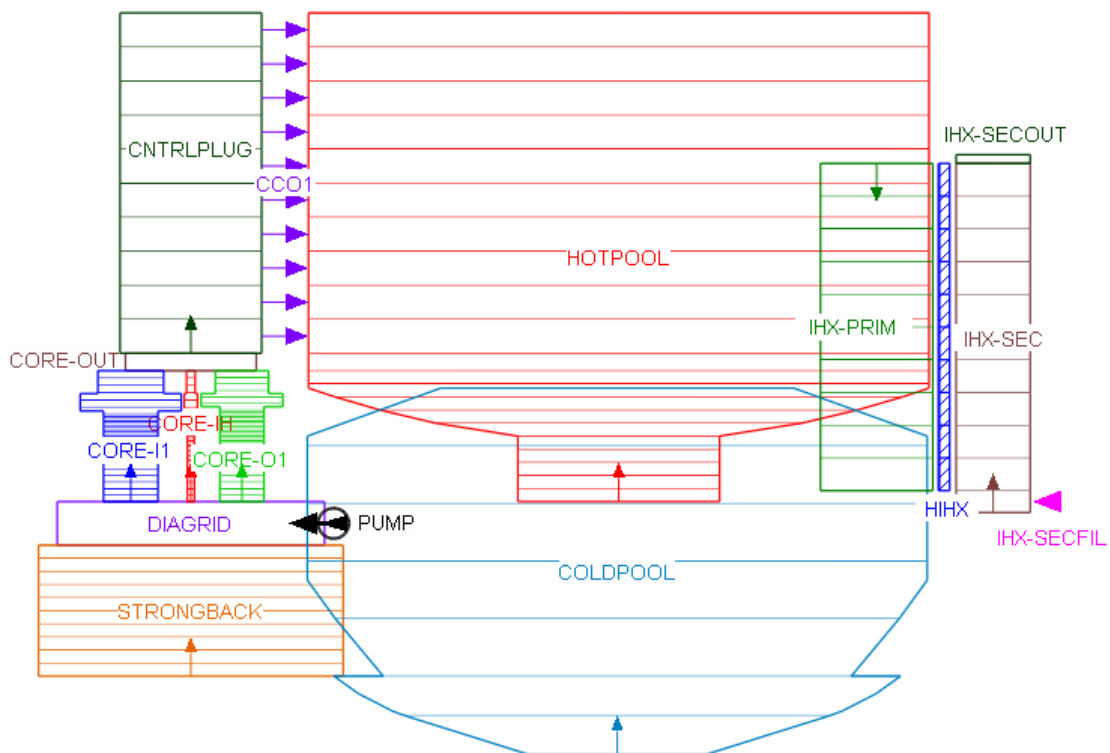 IHX-SECOUT
CNTRLPLUG
CCO1
HOTPOOL
IHX-PRIM
IHX-SEC
CORE-OUT
CORE-IH
CORE-I1
CORE-O1
HIHX
DIAGRID
PUMP
IHX-SECFIL
COLDPOOL
STRONGBACK